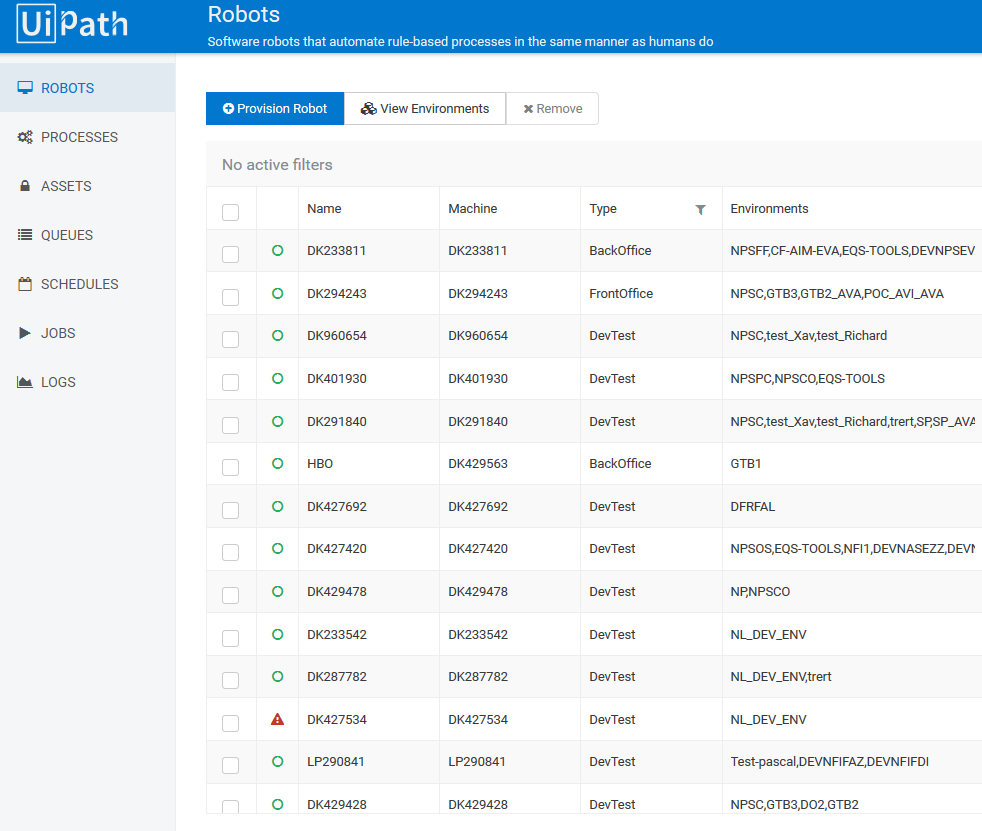 UiPath
Robots
Software robots that automate rule-based processes in the same manner as humans do
ROBOTS
PROCESSES
ASSETS
QUEUES
SCHEDULES
JOBS
LOGS
Provision Robot View Environments Remove
No active filters
Name Machine Type Environments
DK233811 DK233811 BackOffice NPSFF,CF-AIM-EVA,EQS-TOOLS,DEVNPSEV
DK294243 DK294243 FrontOffice NPSC,GTB3,GTB2_AVA,POC_AVI_AVA
DK960654 DK960654 DevTest NPSC,test_Xav,test_Richard
DK401930 DK401930 DevTest NPSPC,NPSCO,EQS-TOOLS
DK291840 DK291840 DevTest NPSC,test_Xav,test_Richard,trert,SP,SP_AVA
HBO DK429563 BackOffice GTB1
DK427692 DK427692 DevTest DFRFAL
DK427420 DK427420 DevTest NPSOS,EQS-TOOLS,NFI1,DEVNASEZZ,DEVN
DK429478 DK429478 DevTest NP,NPSCO
DK233542 DK233542 DevTest NL_DEV_ENV
DK287782 DK287782 DevTest NL_DEV_ENV,trert
DK427534 DK427534 DevTest NL_DEV_ENV
LP290841 LP290841 DevTest Test-pascal,DEVNFIFAZ,DEVNFIFDI
DK429428 DK429428 DevTest NPSC,GTB3,DO2,GTB2